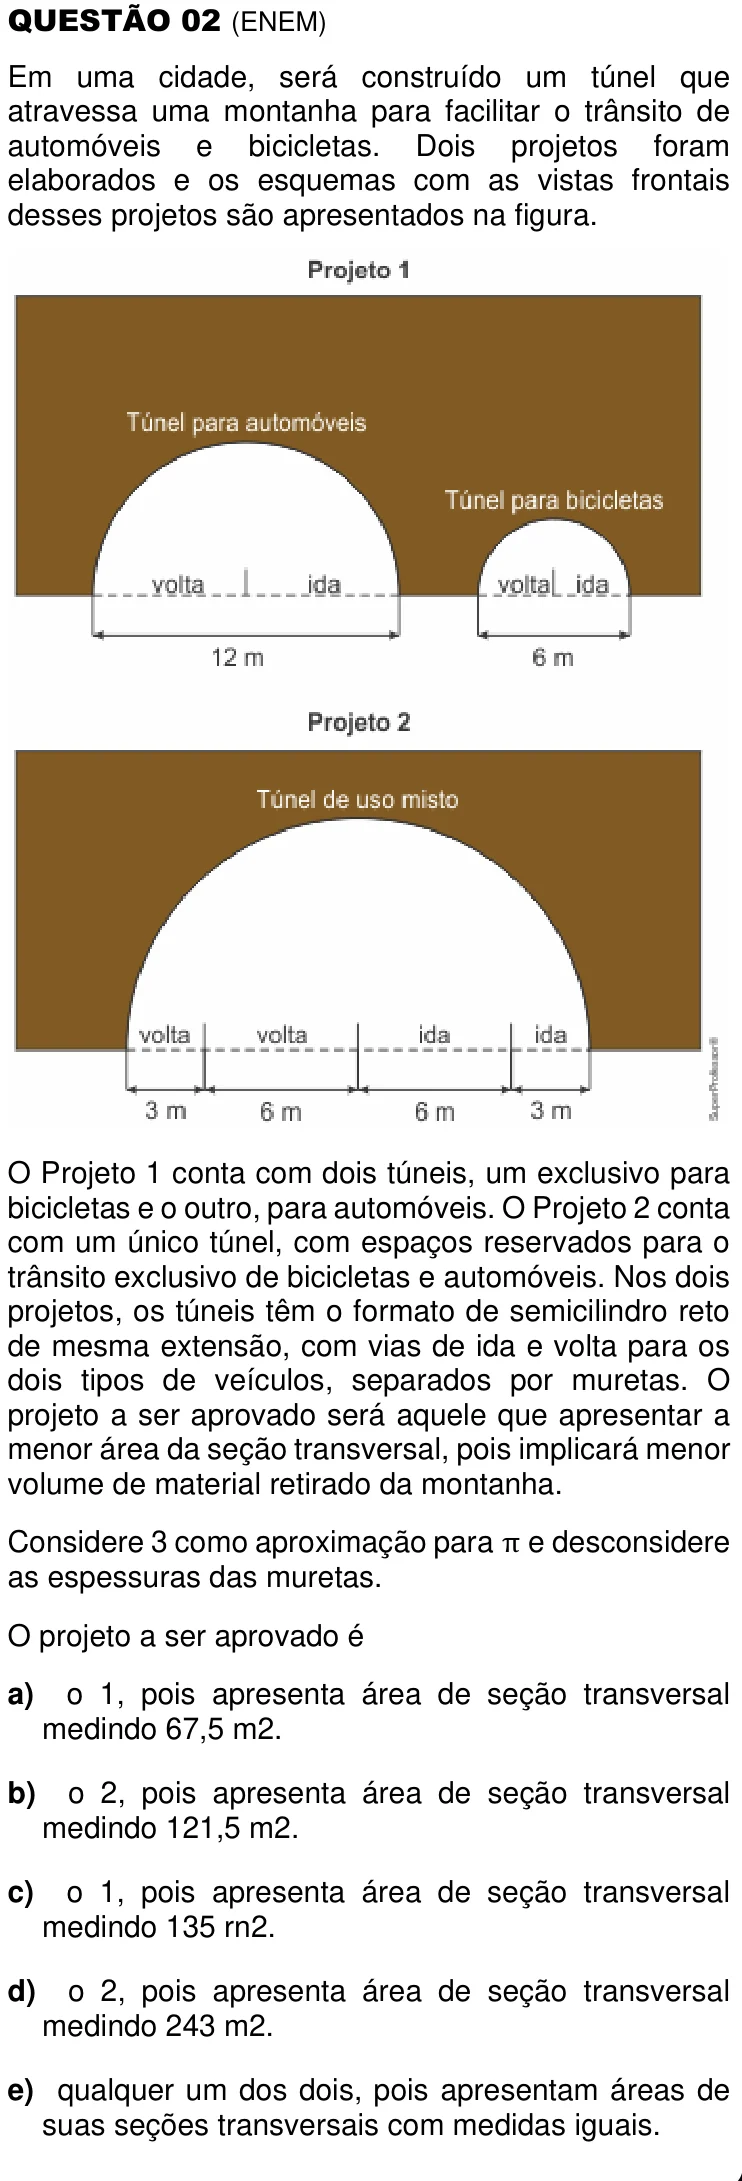 QUESTÃO 02 (ENEM)
Em uma cidade, será construído um túnel que
atravessa uma montanha para facilitar o trânsito de
automóveis e bicicletas. Dois projetos foram
elaborados e os esquemas com as vistas frontais
desses projetos são apresentados na figura.
Projeto 1
Túnel para automóveis
Túnel para bicicletas
volta ida volta ida
12 m 6 m
Projeto 2
Túnel de uso misto
volta volta ida ida
3 m 6 m 6 m 3 m
SuperProfessor®
O Projeto 1 conta com dois túneis, um exclusivo para
bicicletas e o outro, para automóveis. O Projeto 2 conta
com um único túnel, com espaços reservados para o
trânsito exclusivo de bicicletas e automóveis. Nos dois
projetos, os túneis têm o formato de semicilindro reto
de mesma extensão, com vias de ida e volta para os
dois tipos de veículos, separados por muretas. O
projeto a ser aprovado será aquele que apresentar a
menor área da seção transversal, pois implicará menor
volume de material retirado da montanha.
Considere 3 como aproximação para π e desconsidere
as espessuras das muretas.
O projeto a ser aprovado é
a) o 1, pois apresenta área de seção transversal
medindo 67,5 m2.
b) o 2, pois apresenta área de seção transversal
medindo 121,5 m2.
c) o 1, pois apresenta área de seção transversal
medindo 135 rn2.
d) o 2, pois apresenta área de seção transversal
medindo 243 m2.
e) qualquer um dos dois, pois apresentam áreas de
suas seções transversais com medidas iguais.